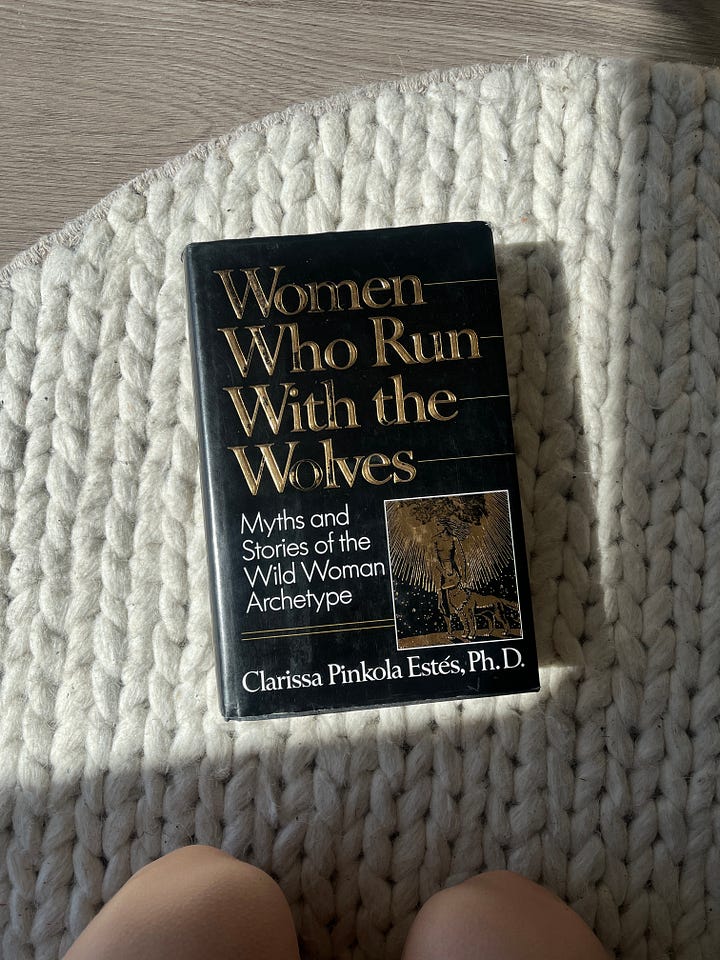 Women
Who Run
With the
Wolves
Myths and
Stories of the
Wild Woman
Archetype
Clarissa Pinkola Estés, Ph.D.